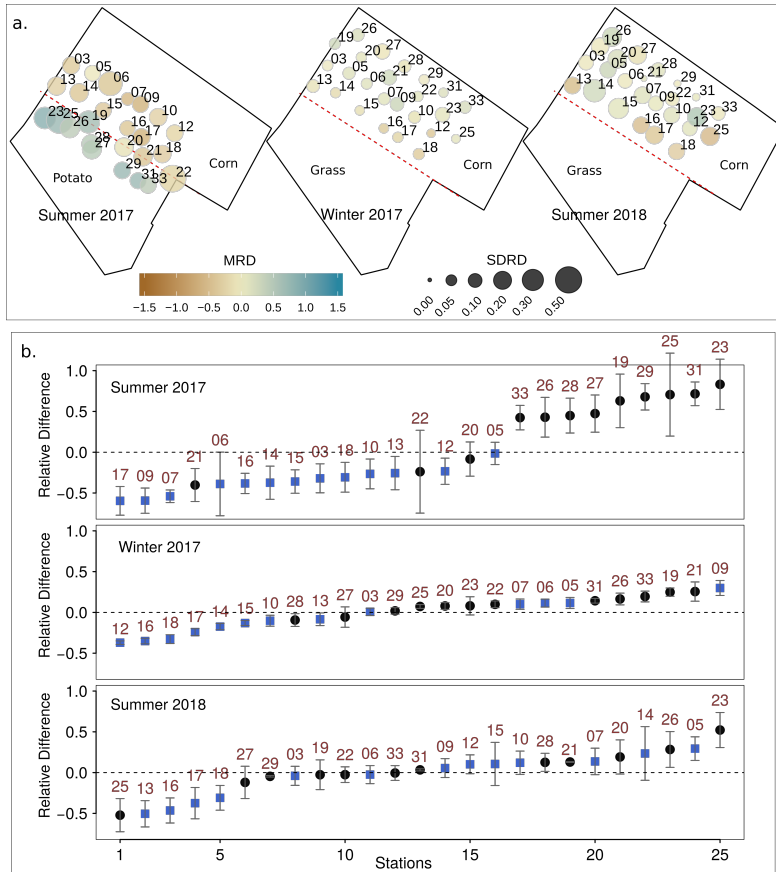 a.
03 05 06 13 14 07 09 15 10 19 23 25 26 16 17 12 28 27 20 21 18 29 31 33 22
Potato
Corn
Summer 2017
26 19 20 27 03 05 28 21 13 14 06 29 07 22 31 15 09 10 23 33 16 17 12 25 18
Grass
Corn
Winter 2017
26 19 20 27 03 05 28 21 13 14 06 29 07 22 31 15 09 10 23 33 16 12 17 25 18
Grass
Corn
Summer 2018
MRD
−1.5 −1.0 −0.5 0.0 0.5 1.0 1.5
SDRD
0.00 0.05 0.10 0.20 0.30 0.50
b.
Summer 2017
Relative Difference
1.0
0.5
0.0
−0.5
17 09 07 21 06 16 14 15 03 18 10 13 22 12 20 05 33 26 28 27 19 29 25 31 23
Winter 2017
Relative Difference
1.0
0.5
0.0
−0.5
12 16 18 17 14 15 10 28 13 27 03 29 25 20 23 22 07 06 05 31 26 33 19 21 09
Summer 2018
Relative Difference
1.0
0.5
0.0
−0.5
25 13 16 17 18 27 29 03 19 22 06 33 31 09 12 15 10 28 21 07 20 14 26 05 23
1 5 10 15 20 25
Stations